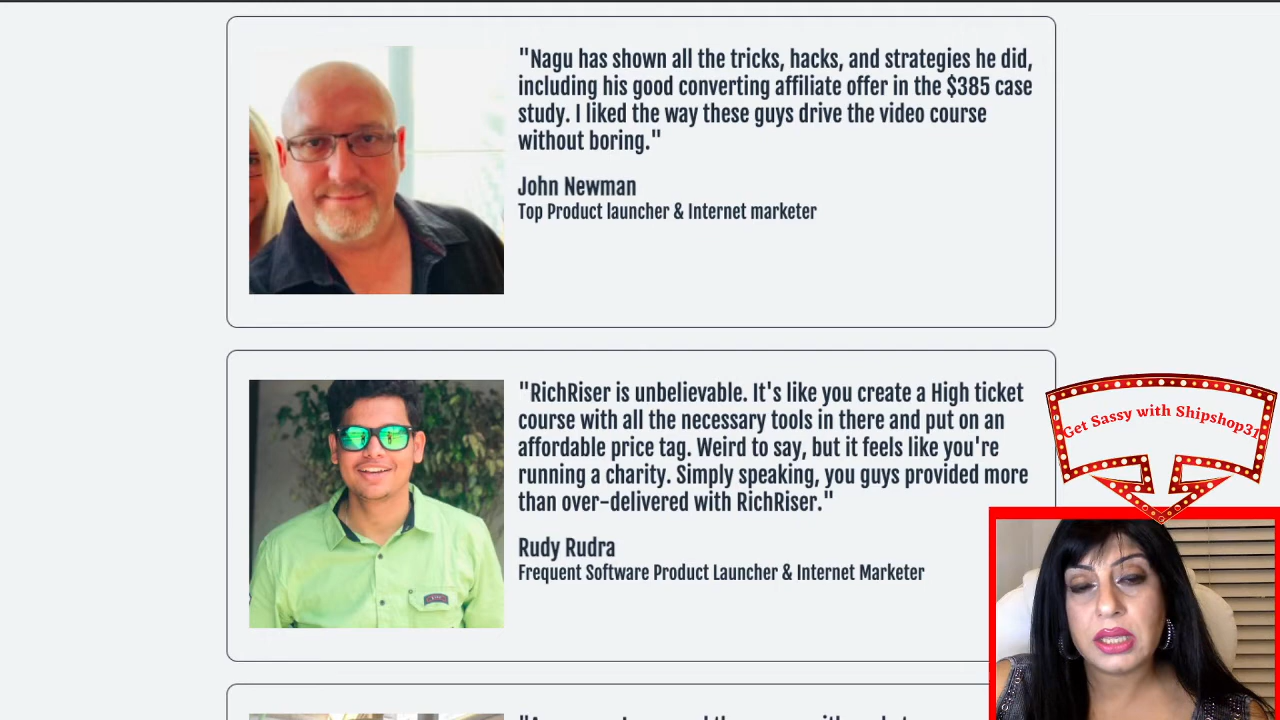 "Nagu has shown all the tricks, hacks, and strategies he did,
including his good converting affiliate offer in the $385 case
study. I liked the way these guys drive the video course
without boring."
John Newman
Top Product launcher & Internet marketer
"RichRiser is unbelievable. It's like you create a High ticket
course with all the necessary tools in there and put on an
affordable price tag. Weird to say, but it feels like you're
running a charity. Simply speaking, you guys provided more
than over-delivered with RichRiser."
Rudy Rudra
Frequent Software Product Launcher & Internet Marketer
Get Sassy with Shipshop31